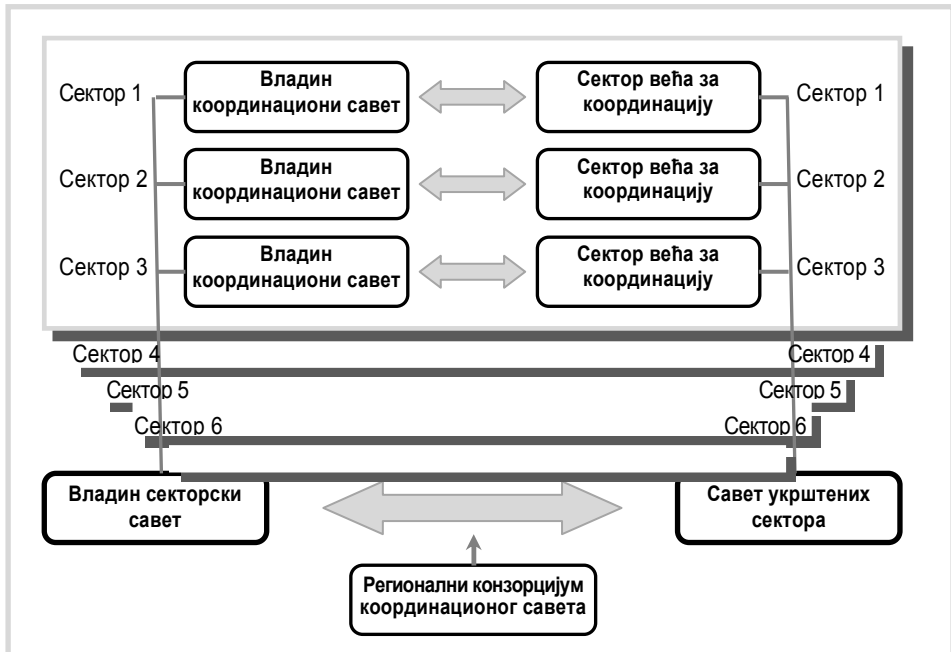 Сектор 1
Владин
координациони савет
Сектор већа за
координацију
Сектор 1
Сектор 2
Владин
координациони савет
Сектор већа за
координацију
Сектор 2
Сектор 3
Владин
координациони савет
Сектор већа за
координацију
Сектор 3
Сектор 4
Сектор 4
Сектор 5
Сектор 5
Сектор 6
Сектор 6
Владин секторски
савет
Савет укрштених
сектора
Регионални конзорцијум
координационог савета